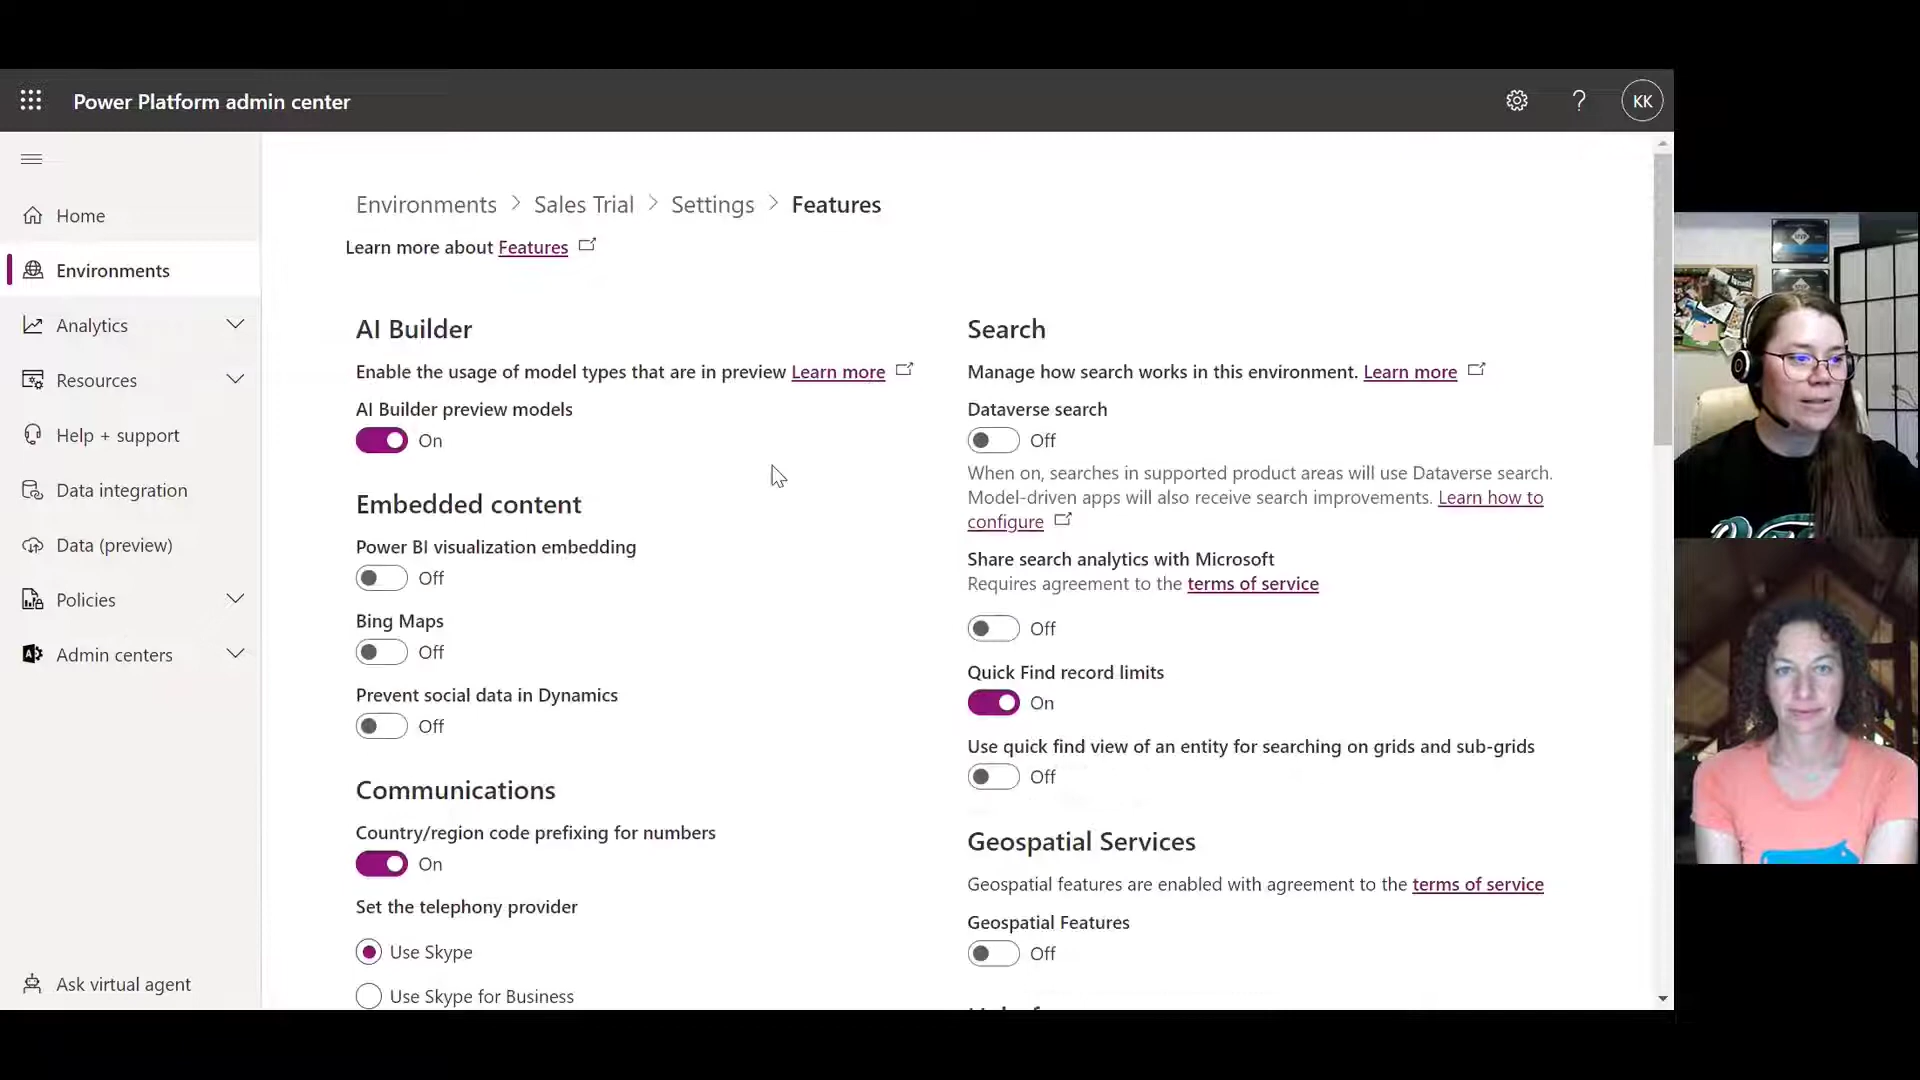 Power Platform admin center
?
KK
Home
Environments
Analytics
Resources
Help + support
Data integration
Data (preview)
Policies
Admin centers
Ask virtual agent
Environments > Sales Trial > Settings > Features
Learn more about Features
AI Builder
Enable the usage of model types that are in preview Learn more
AI Builder preview models
On
Embedded content
Power BI visualization embedding
Off
Bing Maps
Off
Prevent social data in Dynamics
Off
Communications
Country/region code prefixing for numbers
On
Set the telephony provider
Use Skype
Use Skype for Business
Search
Manage how search works in this environment. Learn more
Dataverse search
Off
When on, searches in supported product areas will use Dataverse search.
Model-driven apps will also receive search improvements. Learn how to
configure
Share search analytics with Microsoft
Requires agreement to the terms of service
Off
Quick Find record limits
On
Use quick find view of an entity for searching on grids and sub-grids
Off
Geospatial Services
Geospatial features are enabled with agreement to the terms of service
Geospatial Features
Off